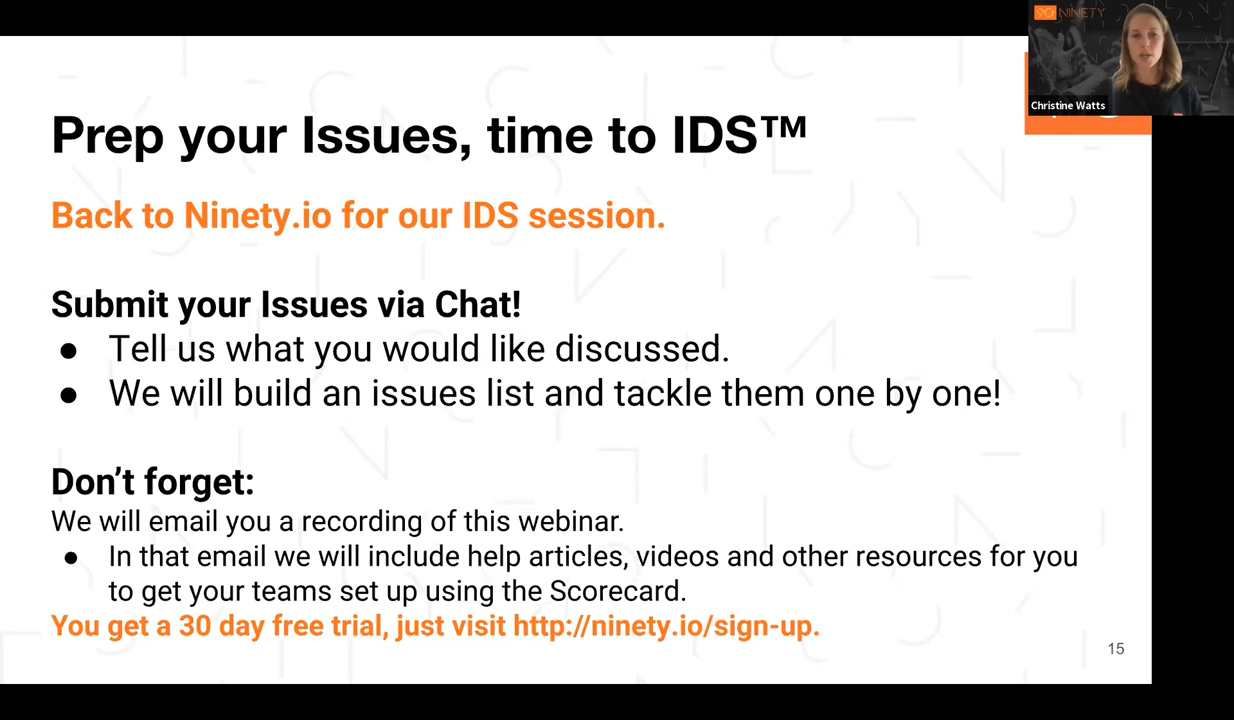 90 NINETY
Christine Watts
Prep your Issues, time to IDS™
Back to Ninety.io for our IDS session.
Submit your Issues via Chat!
● Tell us what you would like discussed.
● We will build an issues list and tackle them one by one!
Don’t forget:
We will email you a recording of this webinar.
● In that email we will include help articles, videos and other resources for you
to get your teams set up using the Scorecard.
You get a 30 day free trial, just visit http://ninety.io/sign-up.
15